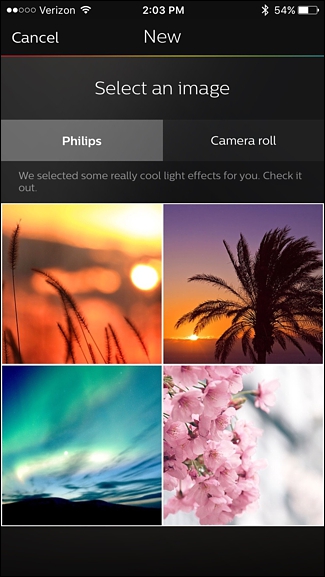 Verizon 2:03 PM 54%
Cancel New
Select an image
Philips Camera roll
We selected some really cool light effects for you. Check it
out.